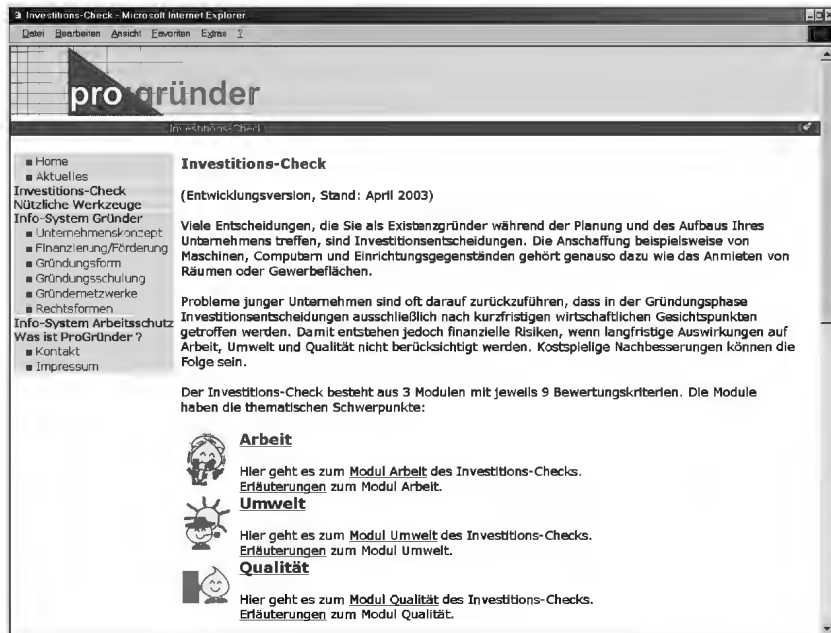 Investitions-Check - Microsoft Internet Explorer
Datei Bearbeiten Ansicht Favoriten Extras ?
pro gründer
Investitions-Check
Home
Aktuelles
Investitions-Check
Nützliche Werkzeuge
Info-System Gründer
Unternehmenskonzept
Finanzierung/Förderung
Gründungsform
Gründungsschulung
Gründernetzwerke
Rechtsformen
Info-System Arbeitsschutz
Was ist ProGründer ?
Kontakt
Impressum
Investitions-Check
(Entwicklungsversion, Stand: April 2003)
Viele Entscheidungen, die Sie als Existenzgründer während der Planung und des Aufbaus Ihres
Unternehmens treffen, sind Investitionsentscheidungen. Die Anschaffung beispielsweise von
Maschinen, Computern und Einrichtungsgegenständen gehört genauso dazu wie das Anmieten von
Räumen oder Gewerbeflächen.
Probleme junger Unternehmen sind oft darauf zurückzuführen, dass in der Gründungsphase
Investitionsentscheidungen ausschließlich nach kurzfristigen wirtschaftlichen Gesichtspunkten
getroffen werden. Damit entstehen jedoch finanzielle Risiken, wenn langfristige Auswirkungen auf
Arbeit, Umwelt und Qualität nicht berücksichtigt werden. Kostspielige Nachbesserungen können die
Folge sein.
Der Investitions-Check besteht aus 3 Modulen mit jeweils 9 Bewertungskriterien. Die Module
haben die thematischen Schwerpunkte:
Arbeit
Hier geht es zum Modul Arbeit des Investitions-Checks.
Erläuterungen zum Modul Arbeit.
Umwelt
Hier geht es zum Modul Umwelt des Investitions-Checks.
Erläuterungen zum Modul Umwelt.
Qualität
Hier geht es zum Modul Qualität des Investitions-Checks.
Erläuterungen zum Modul Qualität.